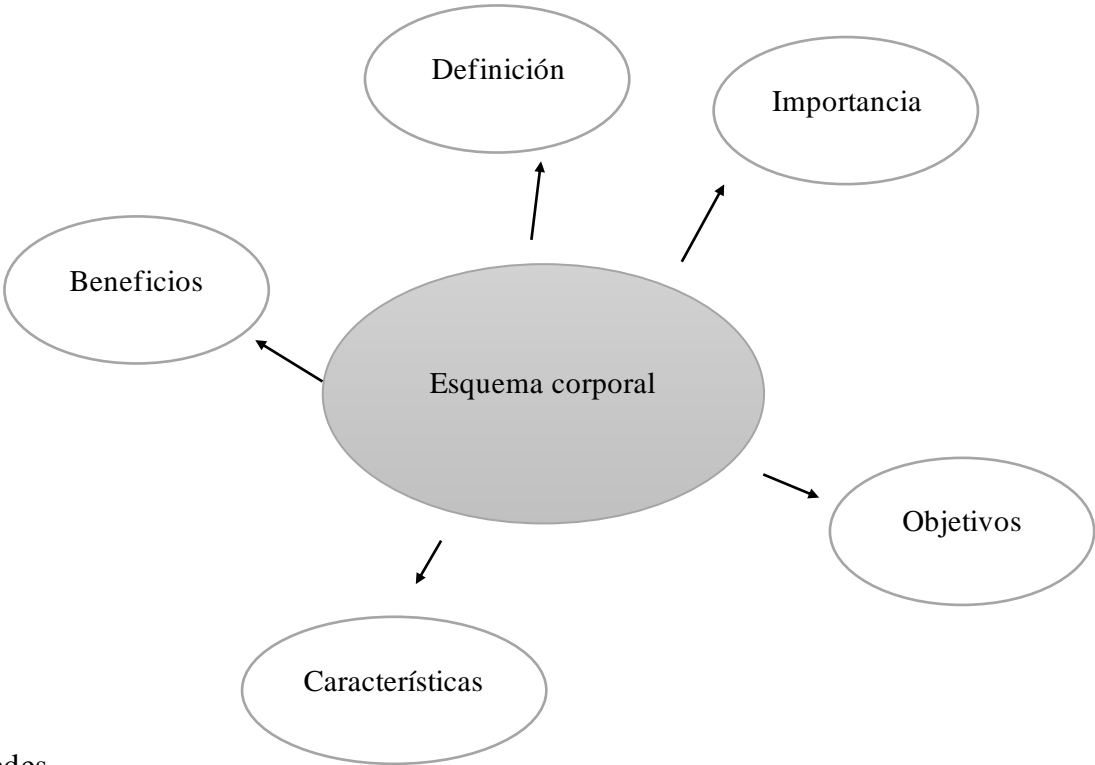 Definición
Importancia
Beneficios
Esquema corporal
Objetivos
Características